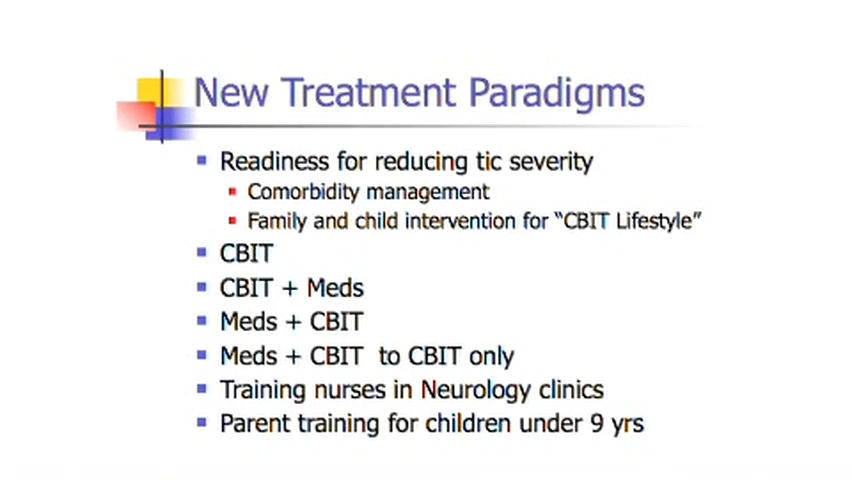 New Treatment Paradigms
Readiness for reducing tic severity
Comorbidity management
Family and child intervention for “CBIT Lifestyle”
CBIT
CBIT + Meds
Meds + CBIT
Meds + CBIT to CBIT only
Training nurses in Neurology clinics
Parent training for children under 9 yrs